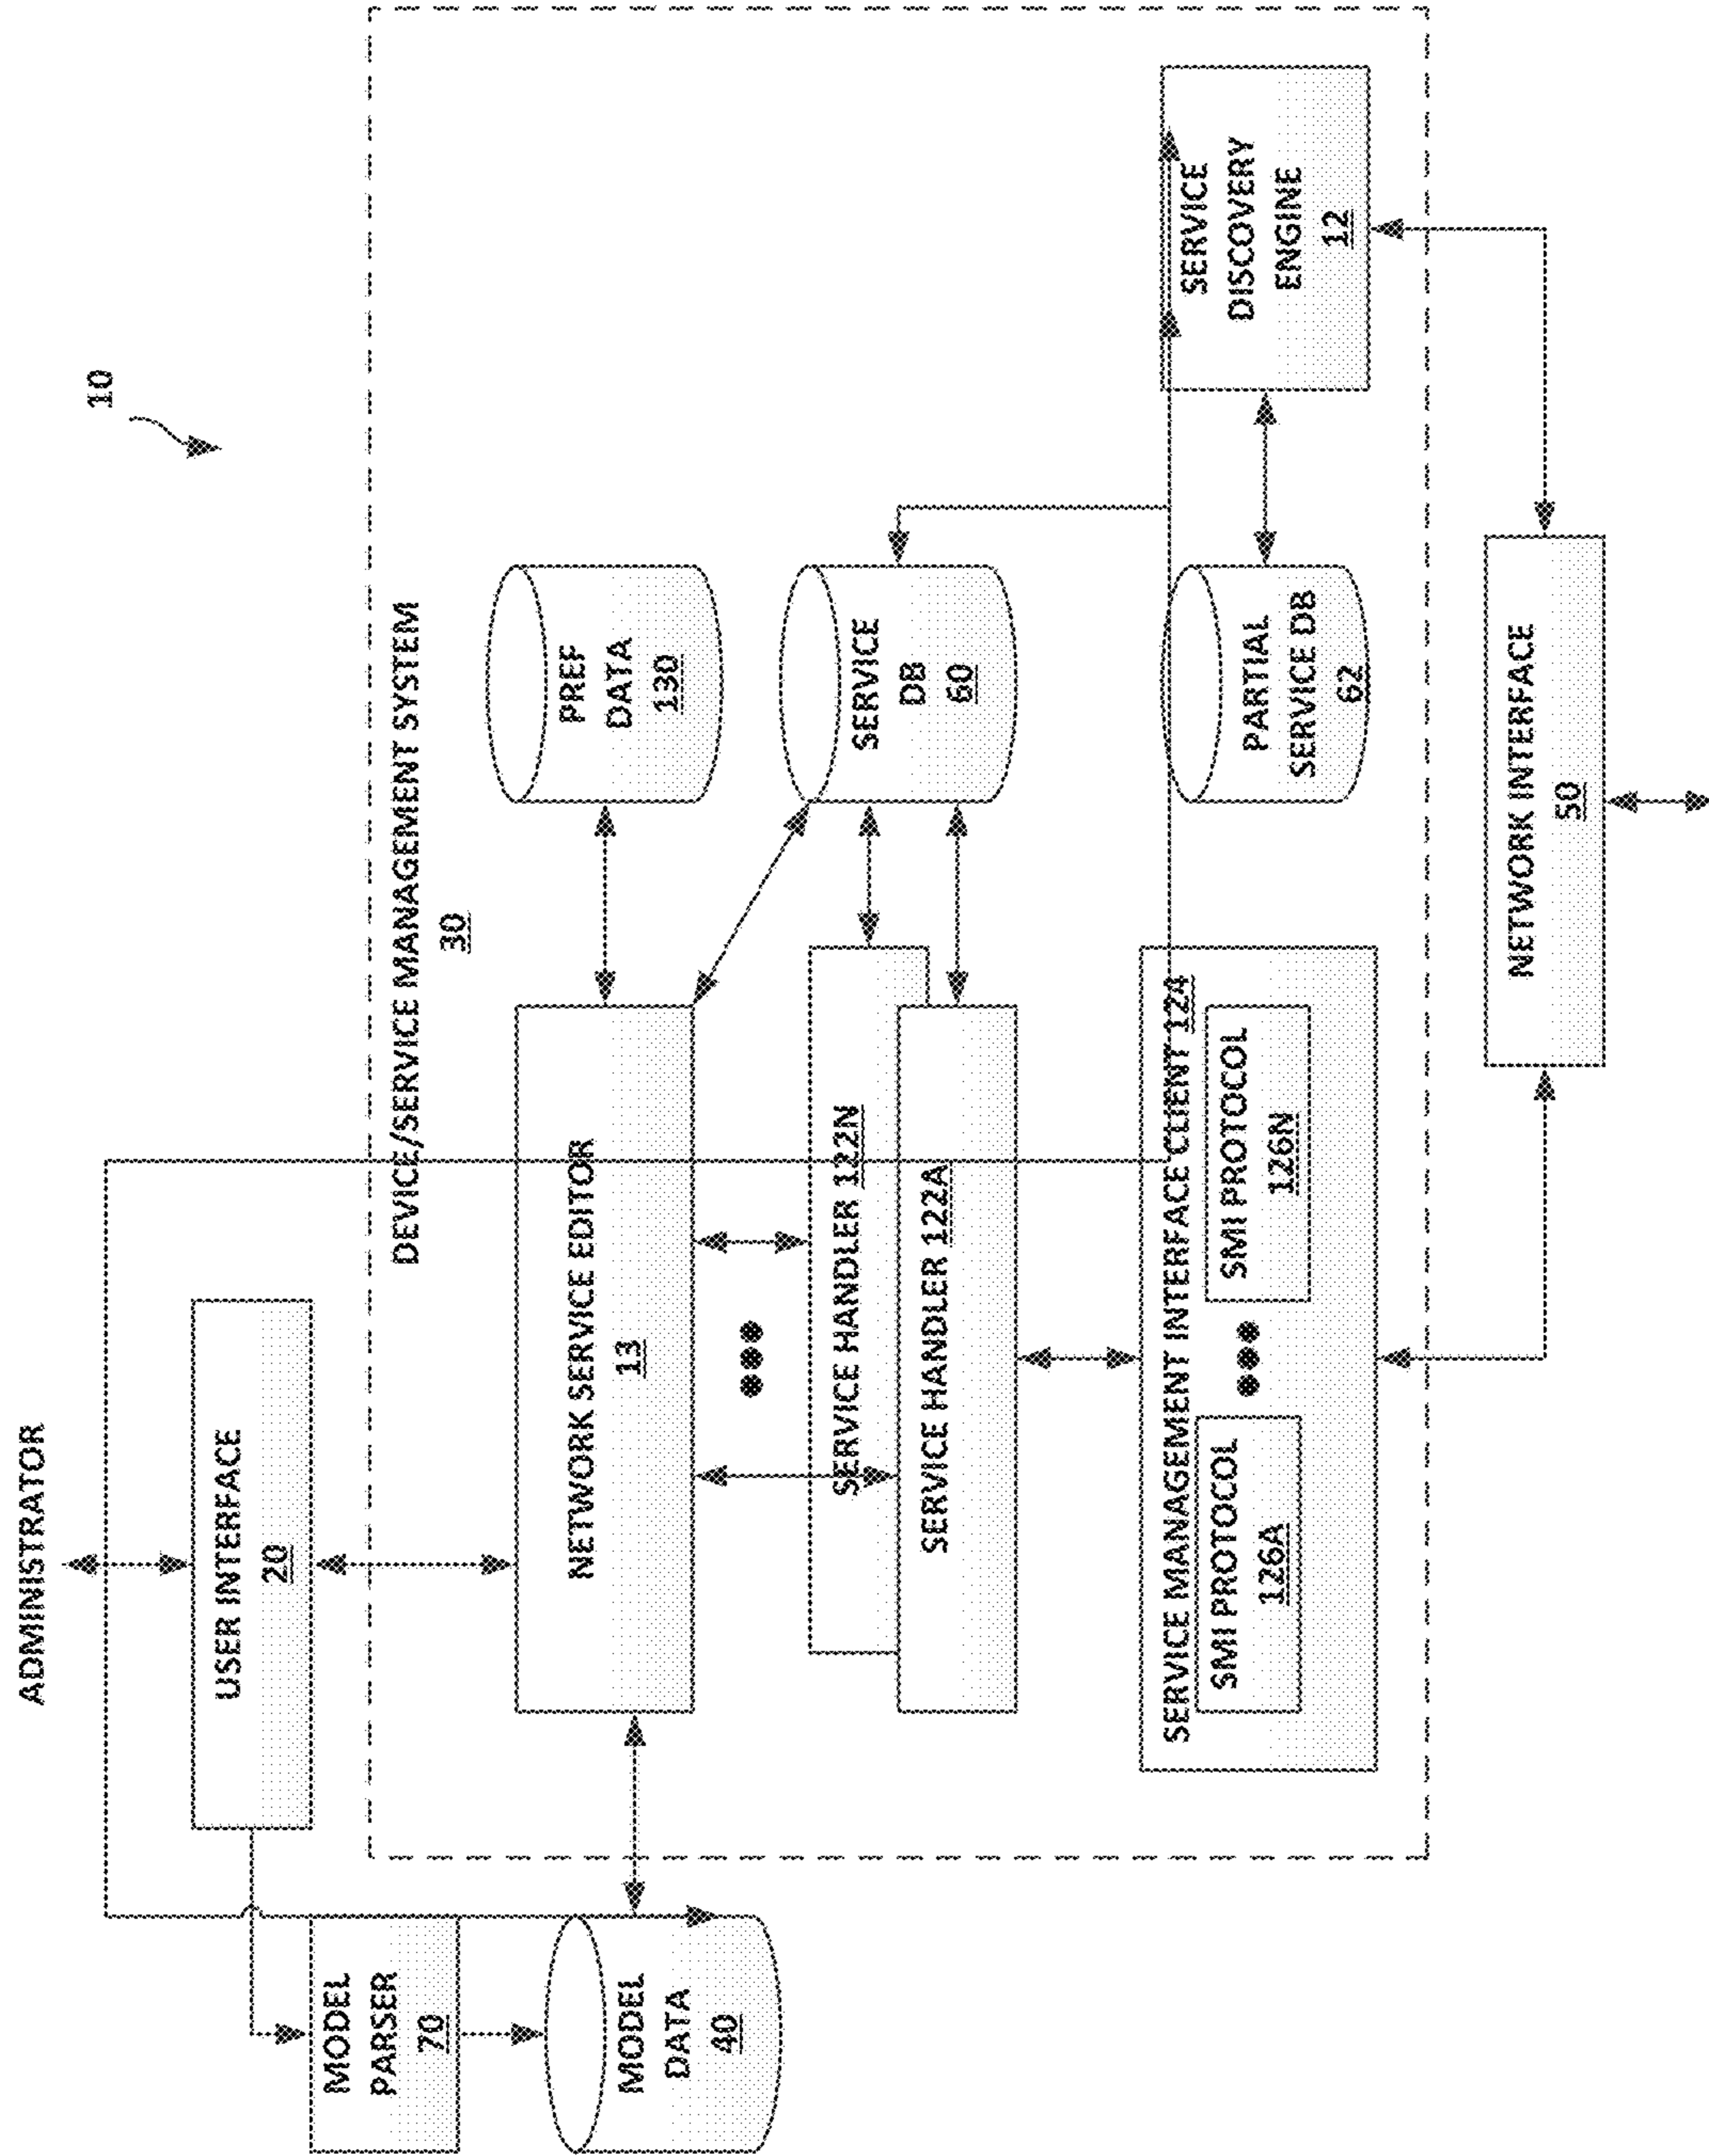 10
ADMINISTRATOR
USER INTERFACE
20
MODEL
PARSER
70
MODEL
DATA
40
DEVICE/SERVICE MANAGEMENT SYSTEM
30
NETWORK SERVICE EDITOR
13
PREF
DATA
130
SERVICE HANDLER 122N
SERVICE HANDLER 122A
SERVICE
DB
60
SERVICE MANAGEMENT INTERFACE CLIENT 124
SMI PROTOCOL
126A
SMI PROTOCOL
126N
PARTIAL
SERVICE DB
62
SERVICE
DISCOVERY
ENGINE
12
NETWORK INTERFACE
50